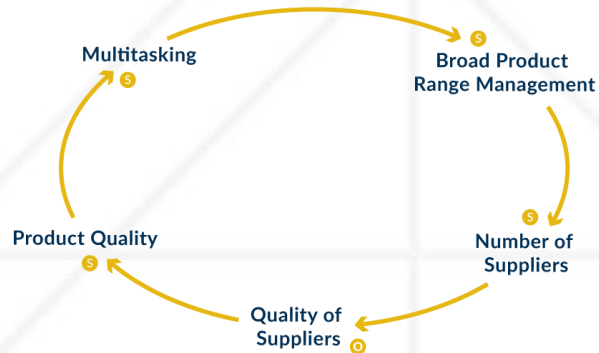 Multitasking
S
S
Broad Product
Range Management
S
Number of
Suppliers
Quality of
Suppliers
O
Product Quality
S